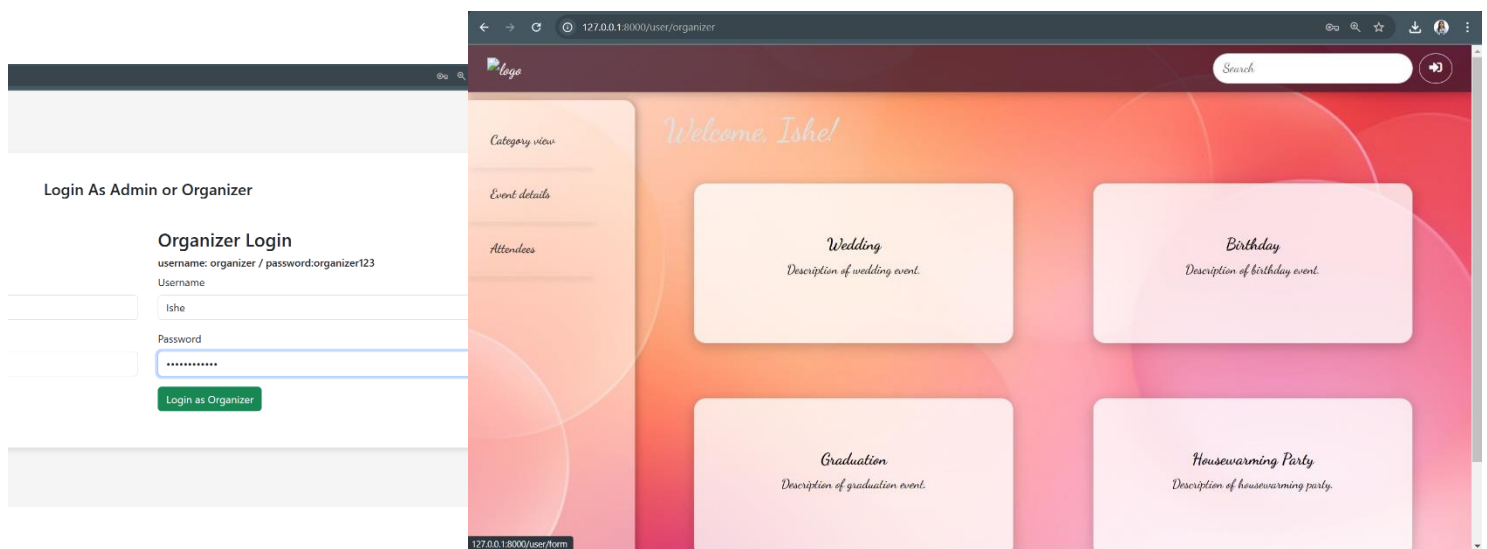 Login As Admin or Organizer
Organizer Login
username: organizer / password:organizer123
Username
Ishe
Password
••••••••••••
Login as Organizer
127.0.0.1:8000/user/organizer
logo
Search
Category view
Event details
Attendees
Welcome, Ishe!
Wedding
Description of wedding event.
Birthday
Description of birthday event.
Graduation
Description of graduation event.
Housewarming Party
Description of housewarming party.
127.0.0.1:8000/user/form